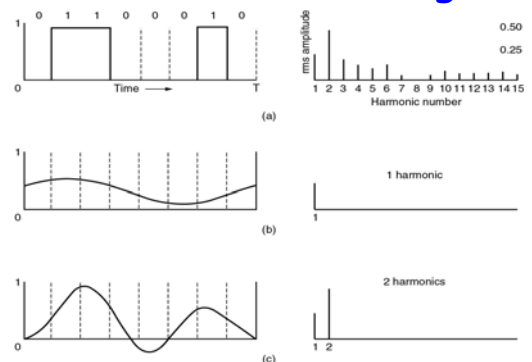 0 1 1 0 0 0 1 0
1
0
Time
T
rms amplitude
0.50
0.25
1 2 3 4 5 6 7 8 9 10 11 12 13 14 15
Harmonic number
(a)
1
0
1 harmonic
1
(b)
1
0
2 harmonics
1 2
(c)